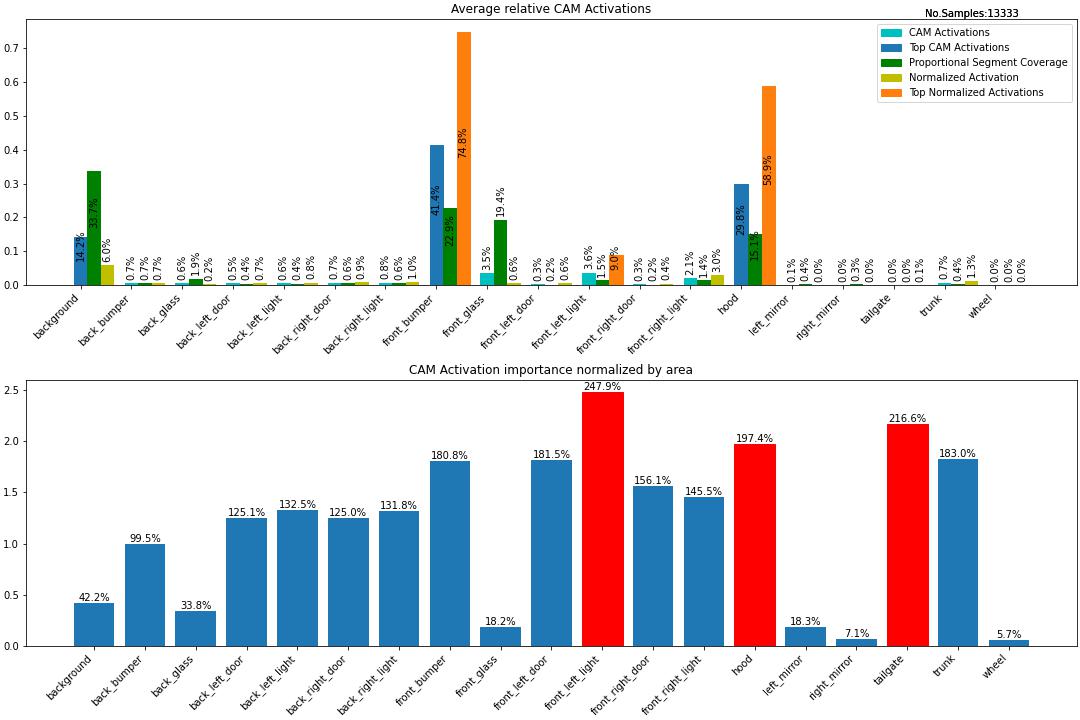 Average relative CAM Activations
No.Samples:13333
CAM Activations
Top CAM Activations
Proportional Segment Coverage
Normalized Activation
Top Normalized Activations
0.7
0.6
0.5
0.4
0.3
0.2
0.1
0.0
14.2% 33.7% 6.0%
0.7% 0.7% 0.7%
0.6% 1.9% 0.2%
0.5% 0.4% 0.7%
0.6% 0.4% 0.8%
0.7% 0.6% 0.9%
0.8% 0.6% 1.0%
41.4% 22.9% 74.8%
3.5% 19.4% 0.6%
0.3% 0.2% 0.6%
3.6% 1.5% 9.0%
0.3% 0.2% 0.4%
2.1% 1.4% 3.0%
29.8% 15.1% 58.9%
0.1% 0.4% 0.0%
0.0% 0.3% 0.0%
0.0% 0.0% 0.1%
0.7% 0.4% 1.3%
0.0% 0.0% 0.0%
background
back_bumper
back_glass
back_left_door
back_left_light
back_right_door
back_right_light
front_bumper
front_glass
front_left_door
front_left_light
front_right_door
front_right_light
hood
left_mirror
right_mirror
tailgate
trunk
wheel
CAM Activation importance normalized by area
2.5
2.0
1.5
1.0
0.5
0.0
42.2%
99.5%
33.8%
125.1%
132.5%
125.0%
131.8%
180.8%
18.2%
181.5%
247.9%
156.1%
145.5%
197.4%
18.3%
7.1%
216.6%
183.0%
5.7%
background
back_bumper
back_glass
back_left_door
back_left_light
back_right_door
back_right_light
front_bumper
front_glass
front_left_door
front_left_light
front_right_door
front_right_light
hood
left_mirror
right_mirror
tailgate
trunk
wheel